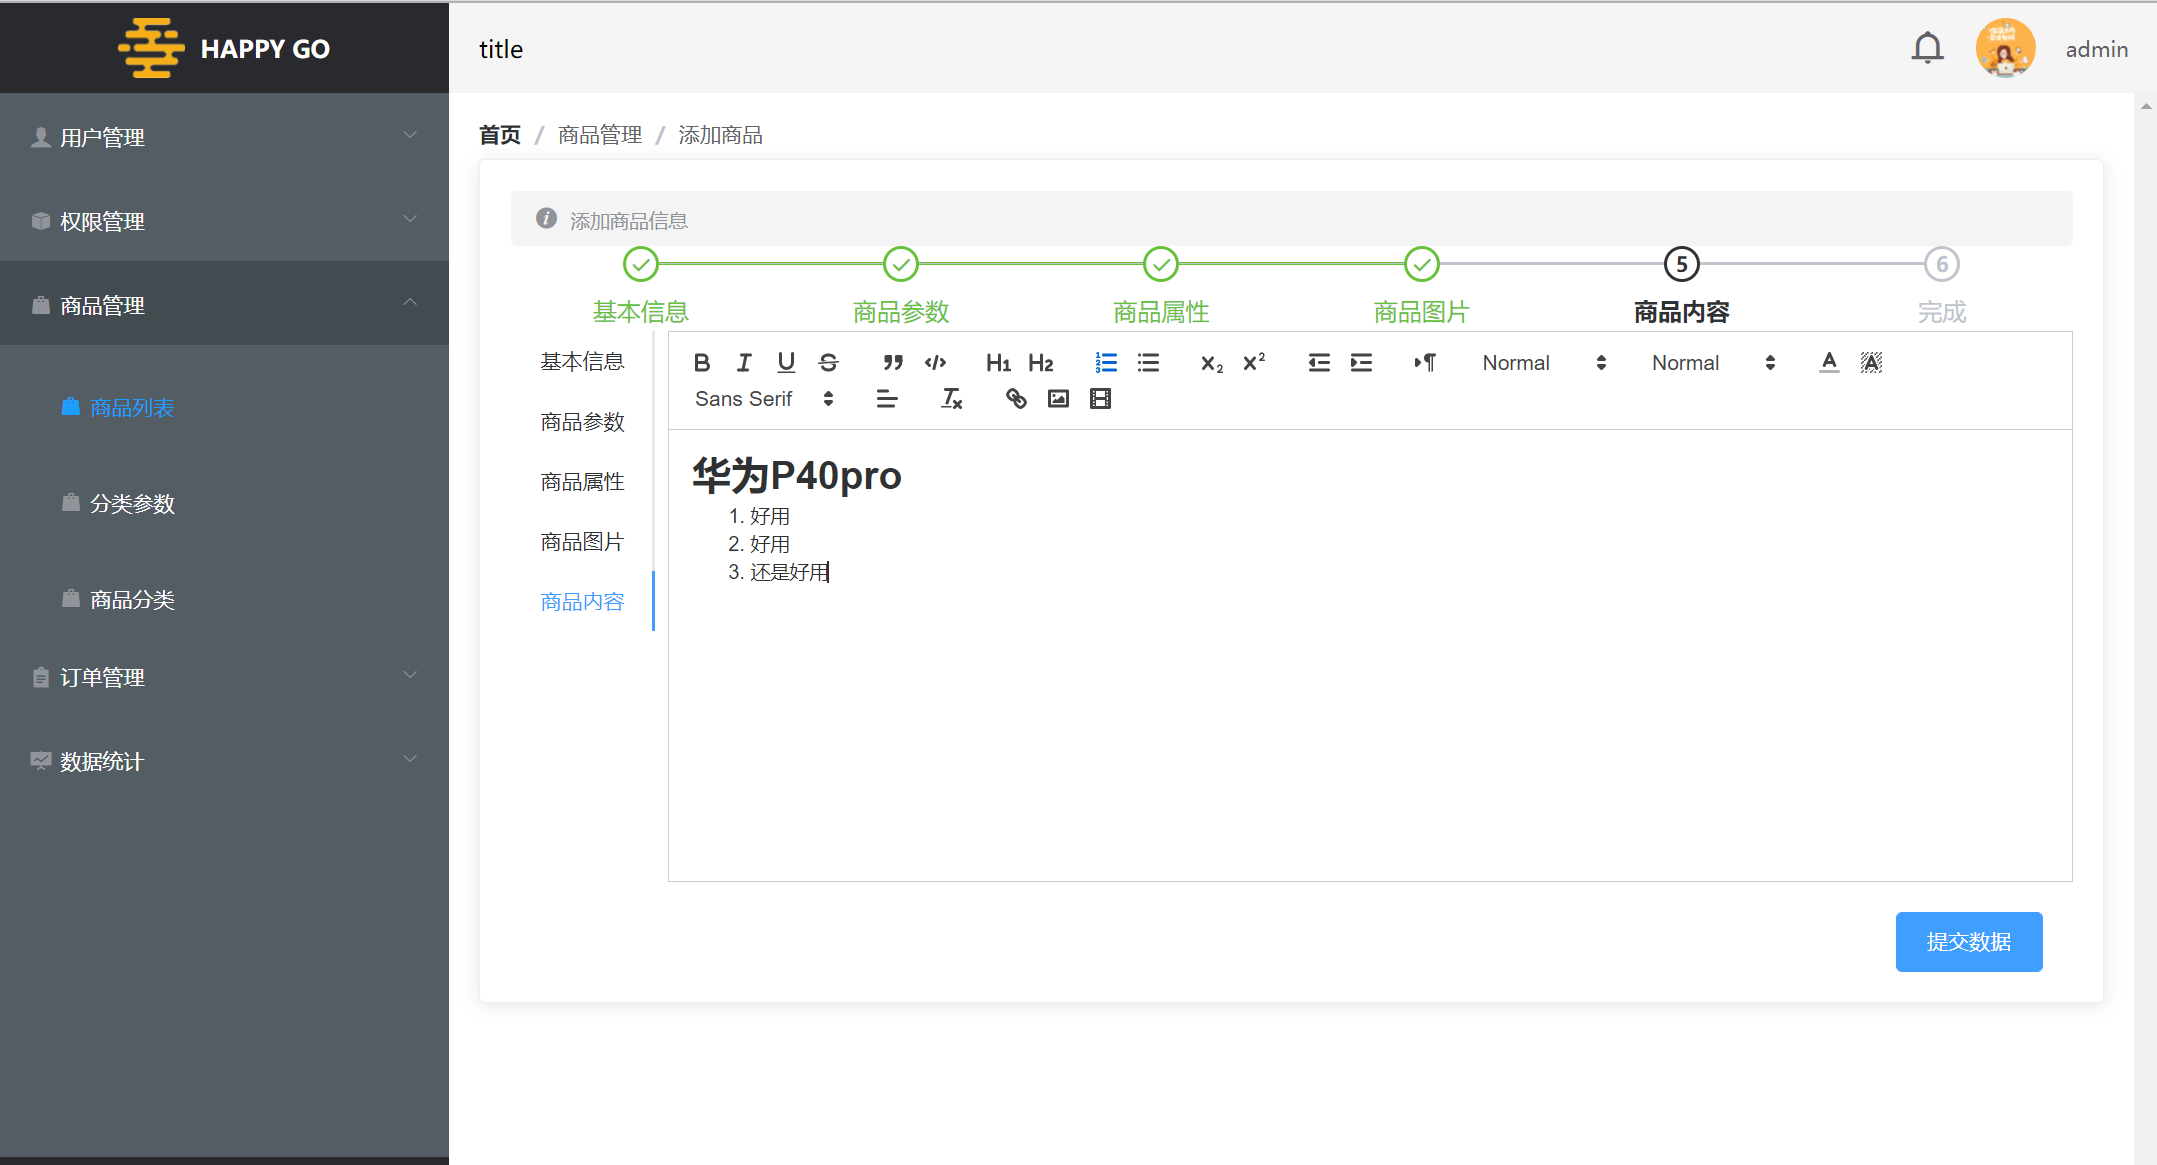 HAPPY GO
title
admin
用户管理
权限管理
商品管理
商品列表
分类参数
商品分类
订单管理
数据统计
首页 / 商品管理 / 添加商品
添加商品信息
5
6
基本信息 商品参数 商品属性 商品图片 商品内容 完成
基本信息
商品参数
商品属性
商品图片
商品内容
B I U S H1 H2 X2 X2 Normal Normal A A
Sans Serif Tx
华为P40pro
1. 好用
2. 好用
3. 还是好用
提交数据